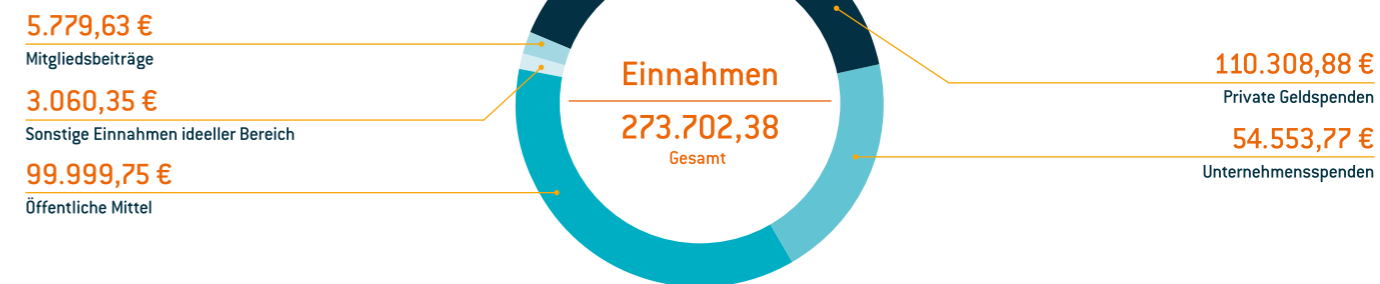 5.779,63 €
Mitgliedsbeiträge
3.060,35 €
Sonstige Einnahmen ideeller Bereich
99.999,75 €
Öffentliche Mittel
Einnahmen
273.702,38
Gesamt
110.308,88 €
Private Geldspenden
54.553,77 €
Unternehmensspenden